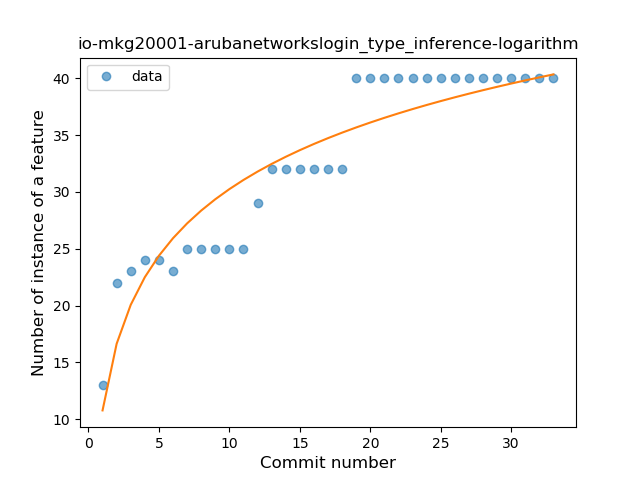 io-mkg20001-arubanetworkslogin_type_inference-logarithm
data
Number of instance of a feature
40
35
30
25
20
15
10
0 5 10 15 20 25 30
Commit number